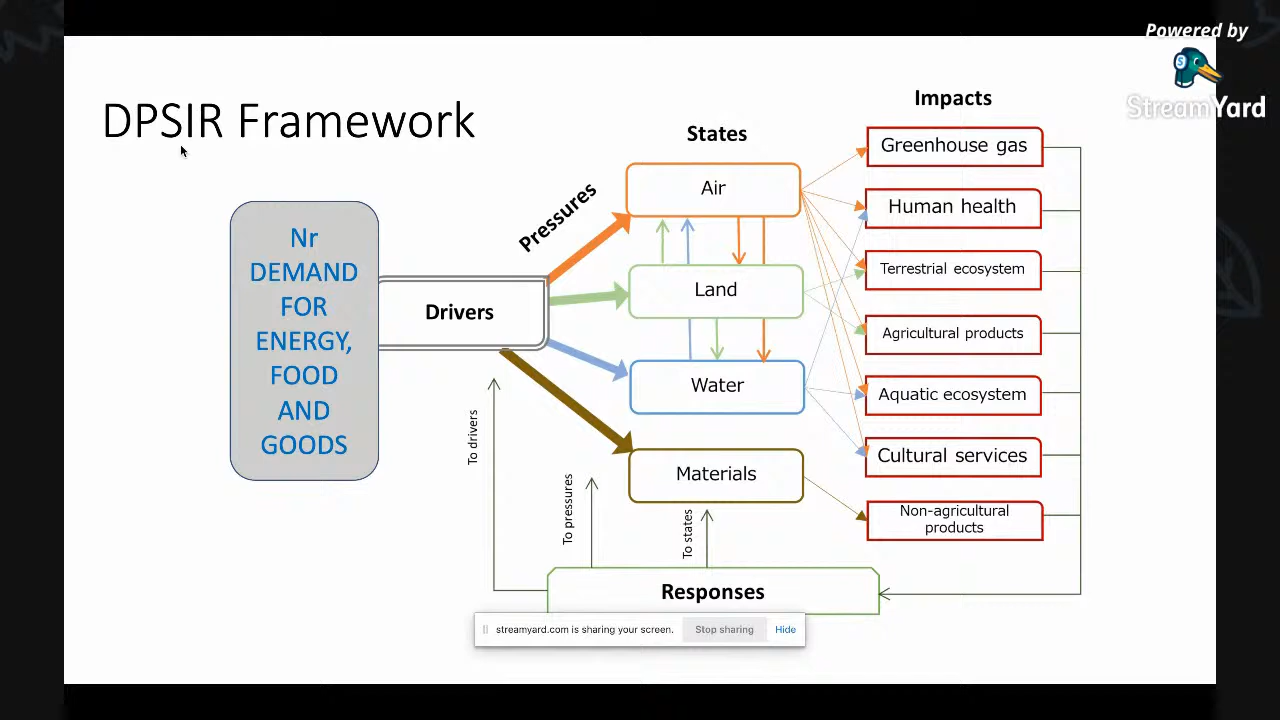 Powered by
StreamYard
DPSIR Framework
Nr
DEMAND
FOR
ENERGY,
FOOD
AND
GOODS
Drivers
Pressures
States
Air
Land
Water
Materials
Impacts
Greenhouse gas
Human health
Terrestrial ecosystem
Agricultural products
Aquatic ecosystem
Cultural services
Non-agricultural
products
To drivers
To pressures
To states
Responses
streamyard.com is sharing your screen.
Stop sharing
Hide